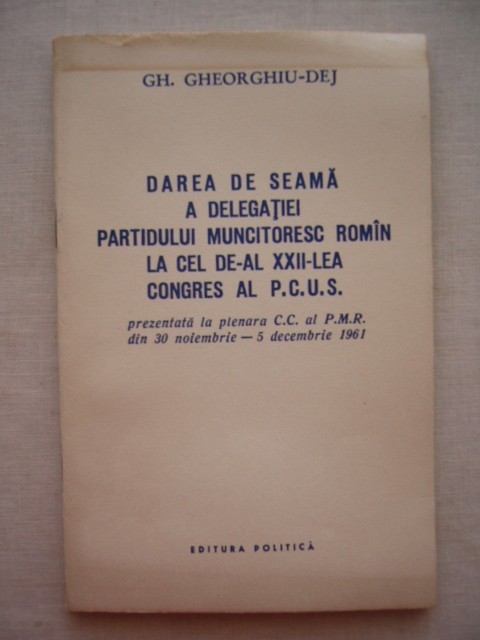 GH. GHEORGHIU-DEJ
DAREA DE SEAMĂ
A DELEGAȚIEI
PARTIDULUI MUNCITORESC ROMÎN
LA CEL DE-AL XXII-LEA
CONGRES AL P.C.U.S.
prezentată la plenara C.C. al P.M.R.
din 30 noiembrie — 5 decembrie 1961
EDITURA POLITICĂ